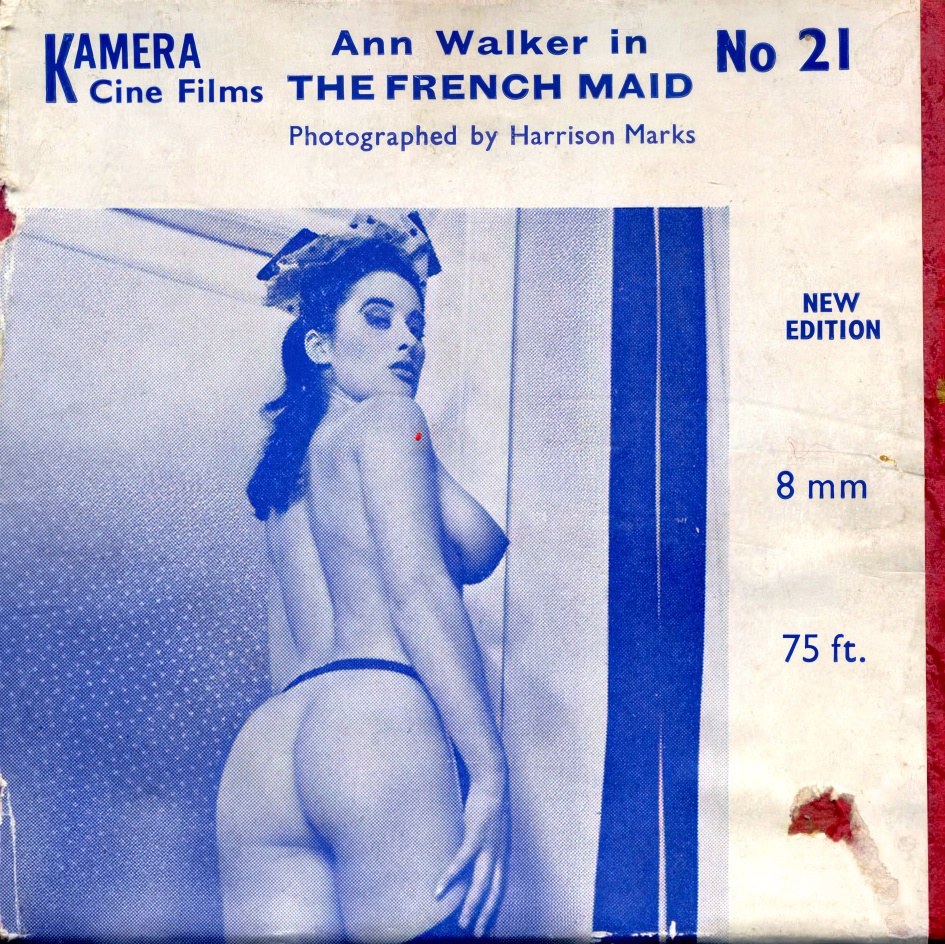 KAMERA
Cine Films
Ann Walker in
THE FRENCH MAID
Photographed by Harrison Marks
No 21
NEW
EDITION
8 mm
75 ft.